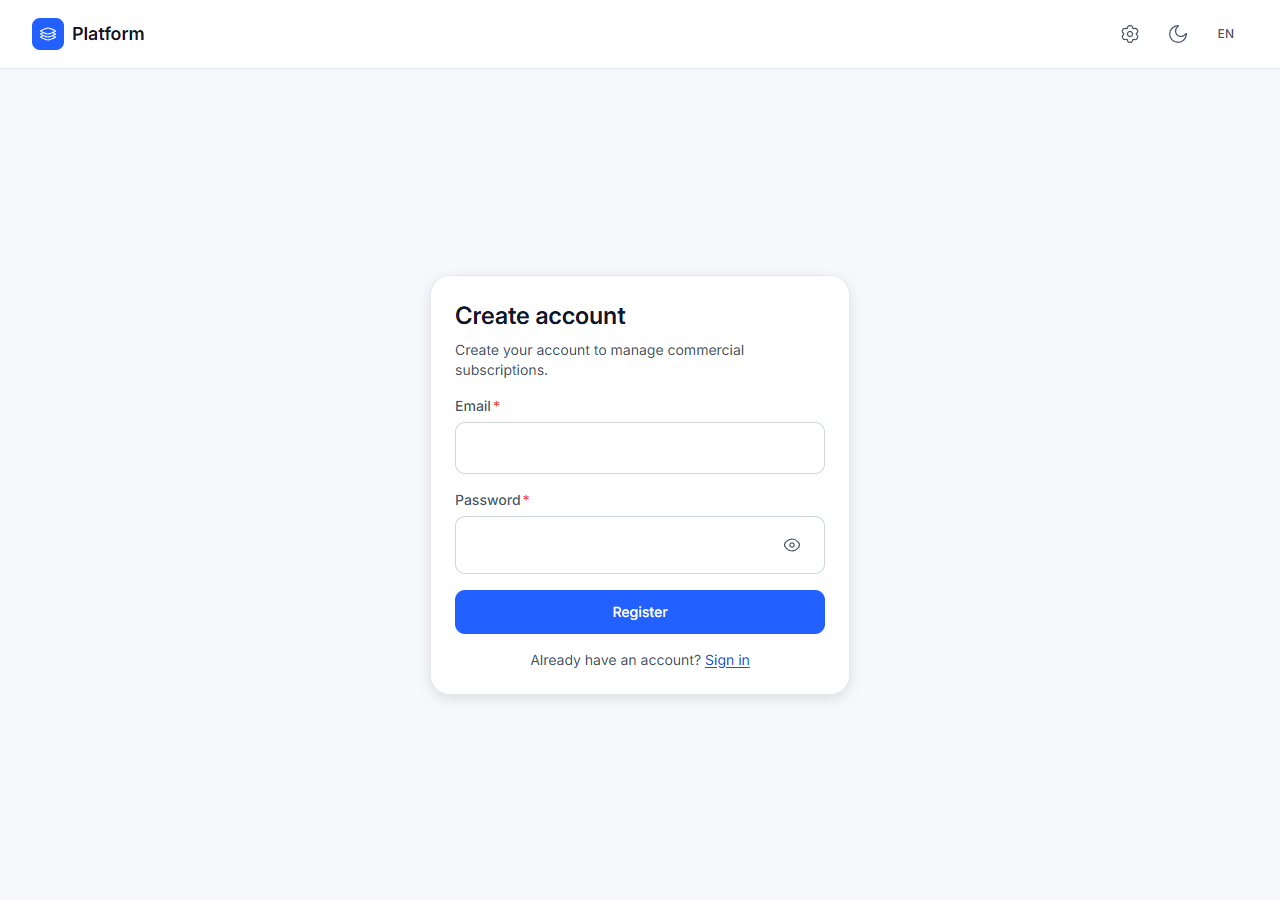 Platform
EN
Create account
Create your account to manage commercial
subscriptions.
Email *
Password *
Register
Already have an account? Sign in